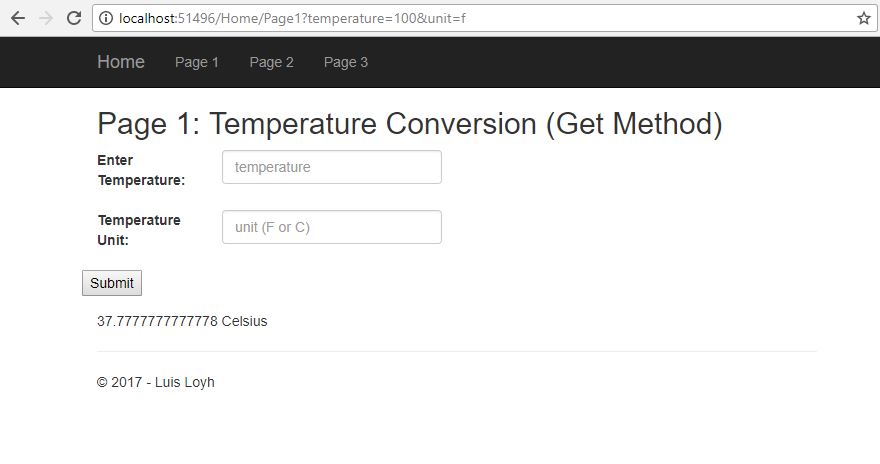 localhost:51496/Home/Page1?temperature=100&unit=f
Home Page 1 Page 2 Page 3
Page 1: Temperature Conversion (Get Method)
Enter
Temperature:
temperature
Temperature
Unit:
unit (F or C)
Submit
37.7777777777778 Celsius
© 2017 - Luis Loyh